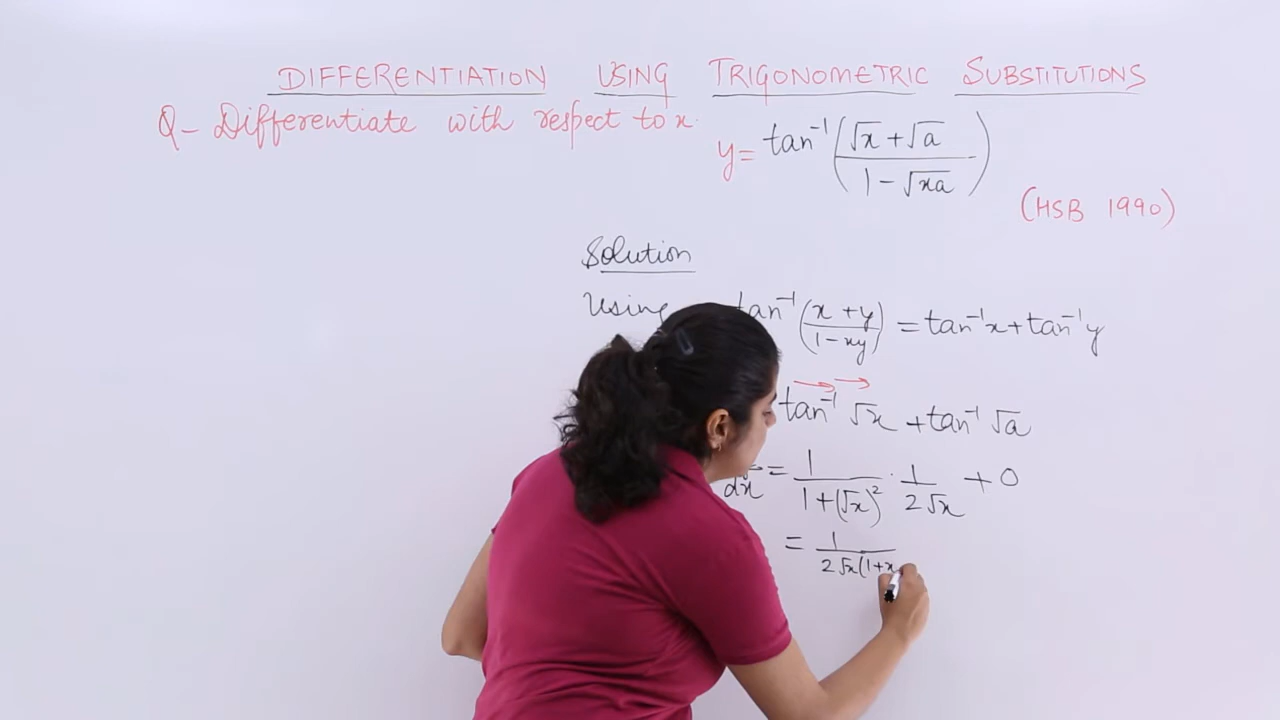 DIFFERENTIATION USING TRIGONOMETRIC SUBSTITUTIONS
Q- Differentiate with respect to x.
y = tan⁻¹((√x + √a)/(1 - √xa))
(HSB 1990)
Solution
Using tan⁻¹((x + y)/(1 - xy)) = tan⁻¹x + tan⁻¹y
tan⁻¹ √x + tan⁻¹ √a
dx = 1/(1 + (√x)²) · 1/(2√x) + 0
= 1/(2√x(1+x